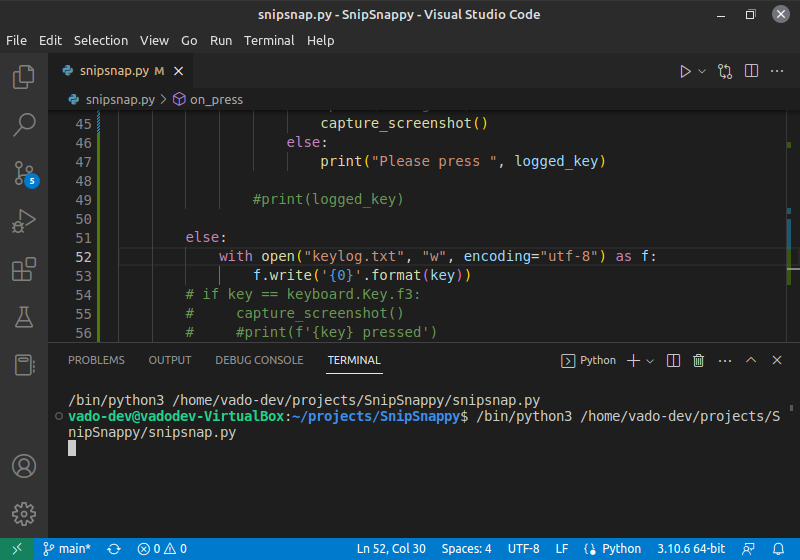 snipsnap.py - SnipSnappy - Visual Studio Code
File Edit Selection View Go Run Terminal Help
snipsnap.py M
snipsnap.py > on_press
45 capture_screenshot()
46 else:
47 print("Please press ", logged_key)
48
49 #print(logged_key)
50
51 else:
52 with open("keylog.txt", "w", encoding="utf-8") as f:
53 f.write('{0}'.format(key))
54 # if key == keyboard.Key.f3:
55 #     capture_screenshot()
56 #     #print(f'{key} pressed')
5
PROBLEMS OUTPUT DEBUG CONSOLE TERMINAL Python
/bin/python3 /home/vado-dev/projects/SnipSnappy/snipsnap.py
vado-dev@vadodev-VirtualBox:~/projects/SnipSnappy$ /bin/python3 /home/vado-dev/projects/S
nipSnappy/snipsnap.py
main* 0 0 Ln 52, Col 30 Spaces: 4 UTF-8 LF Python 3.10.6 64-bit